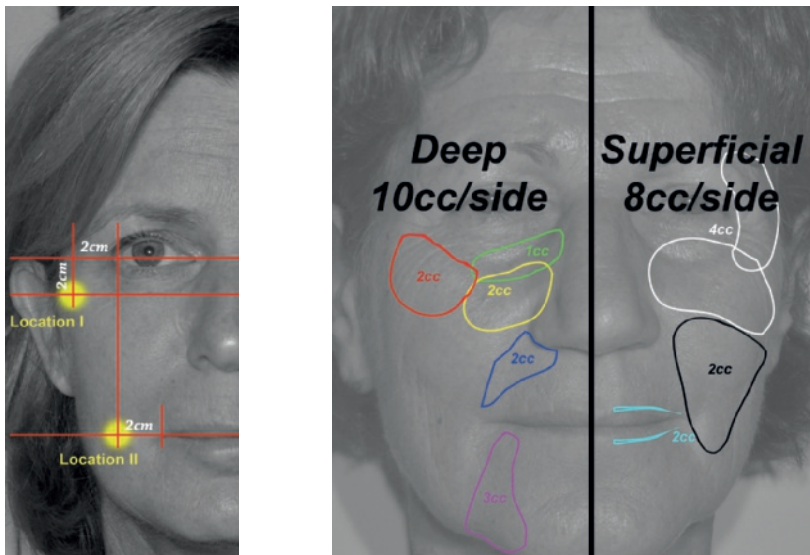 2cm
2cm
Location I
2cm
Location II
Deep
10cc/side
Superficial
8cc/side
4cc
1cc
2cc
2cc
2cc
2cc
2cc
3cc